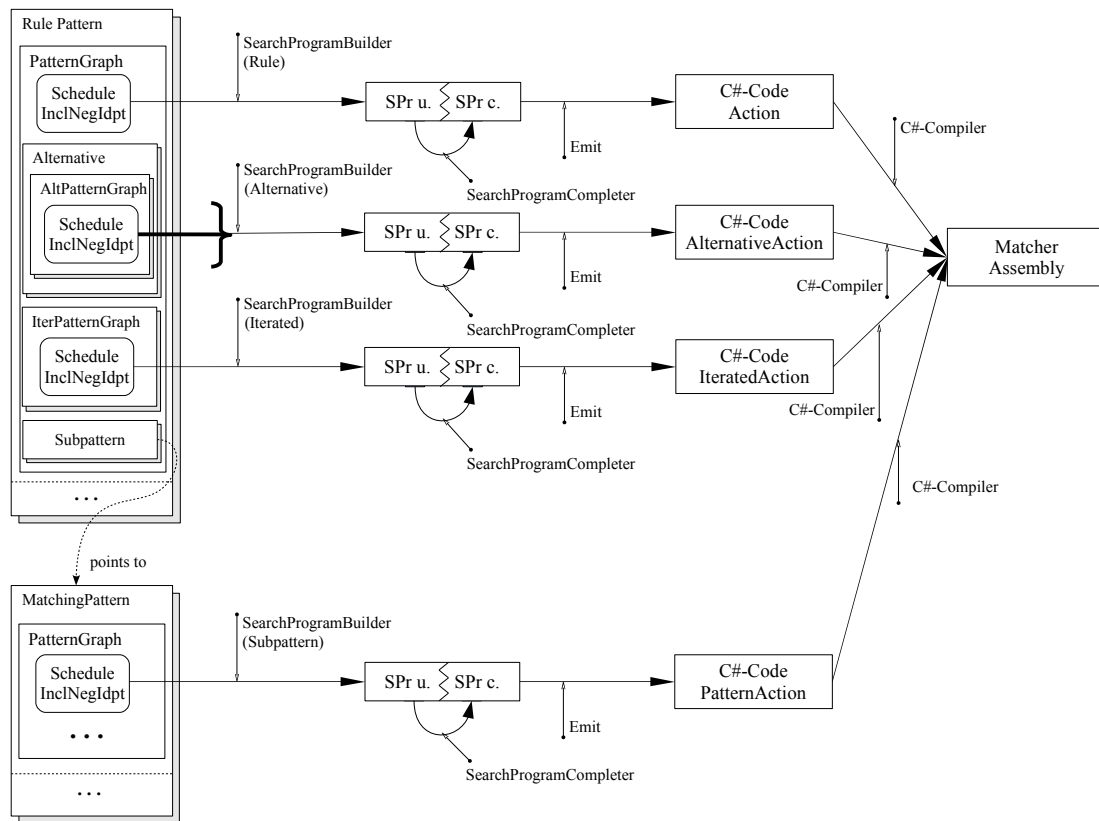 Rule Pattern
PatternGraph
Schedule
InclNegIdpt
SearchProgramBuilder
(Rule)
SPr u.
SPr c.
SearchProgramCompleter
Emit
C#-Code
Action
C#-Compiler
Alternative
AltPatternGraph
Schedule
InclNegIdpt
SearchProgramBuilder
(Alternative)
SPr u.
SPr c.
SearchProgramCompleter
Emit
C#-Code
AlternativeAction
C#-Compiler
Matcher
Assembly
IterPatternGraph
Schedule
InclNegIdpt
SearchProgramBuilder
(Iterated)
SPr u.
SPr c.
SearchProgramCompleter
Emit
C#-Code
IteratedAction
C#-Compiler
Subpattern
• • •
points to
C#-Compiler
MatchingPattern
PatternGraph
Schedule
InclNegIdpt
SearchProgramBuilder
(Subpattern)
SPr u.
SPr c.
SearchProgramCompleter
Emit
C#-Code
PatternAction
• • •
• • •